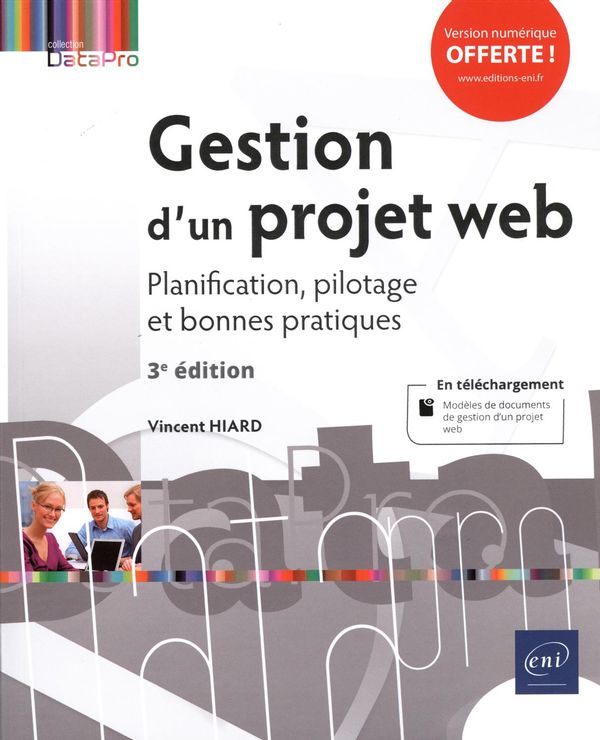 collection
DataPro
Version numérique
OFFERTE !
www.editions-eni.fr
Gestion
d'un projet web
Planification, pilotage
et bonnes pratiques
3e édition
En téléchargement
Modèles de documents
de gestion d'un projet
web
Vincent HIARD
DataPro
eni